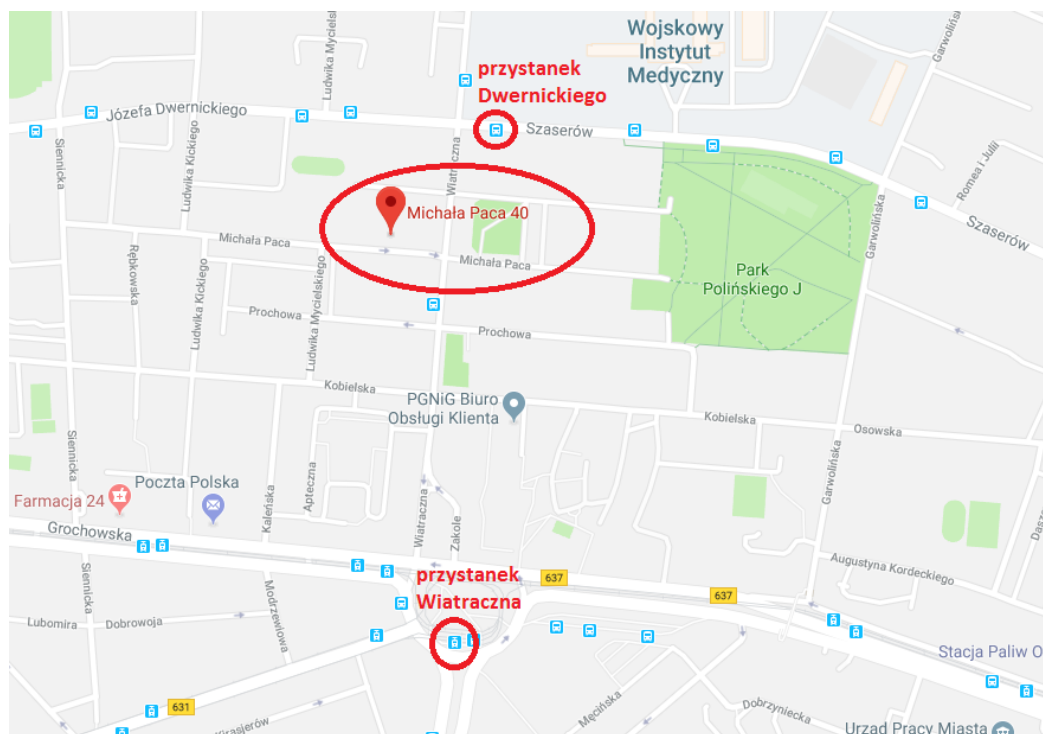 Wojskowy
Instytut
Medyczny
Garwolińska
Ludwika Mycielskiego
przystanek
Dwernickiego
Józefa Dwernickiego
Szaserów
Siennicka
Ludwika Kickiego
Wiatraczna
Romea i Julii
Michała Paca 40
Szaserów
Garwolińska
Michała Paca
Michała Paca
Rębkowska
Ludwika Kickiego
Ludwika Mycielskiego
Park
Polińskiego J
Prochowa
Prochowa
Kobielska
PGNiG Biuro
Obsługi Klienta
Kobielska
Osowska
Siennicka
Garwolińska
Poczta Polska
Farmacja 24
Apteczna
Kaleńska
Wiatraczna
Zakole
Grochowska
Augustyna Kordeckiego
Siennicka
Modrzewiowa
przystanek
Wiatraczna
637
637
Lubomira
Dobrowoja
Stacja Paliw O
631
Męcińska
Dobrzyniecka
Kirasjerów
Urząd Pracy Miasta